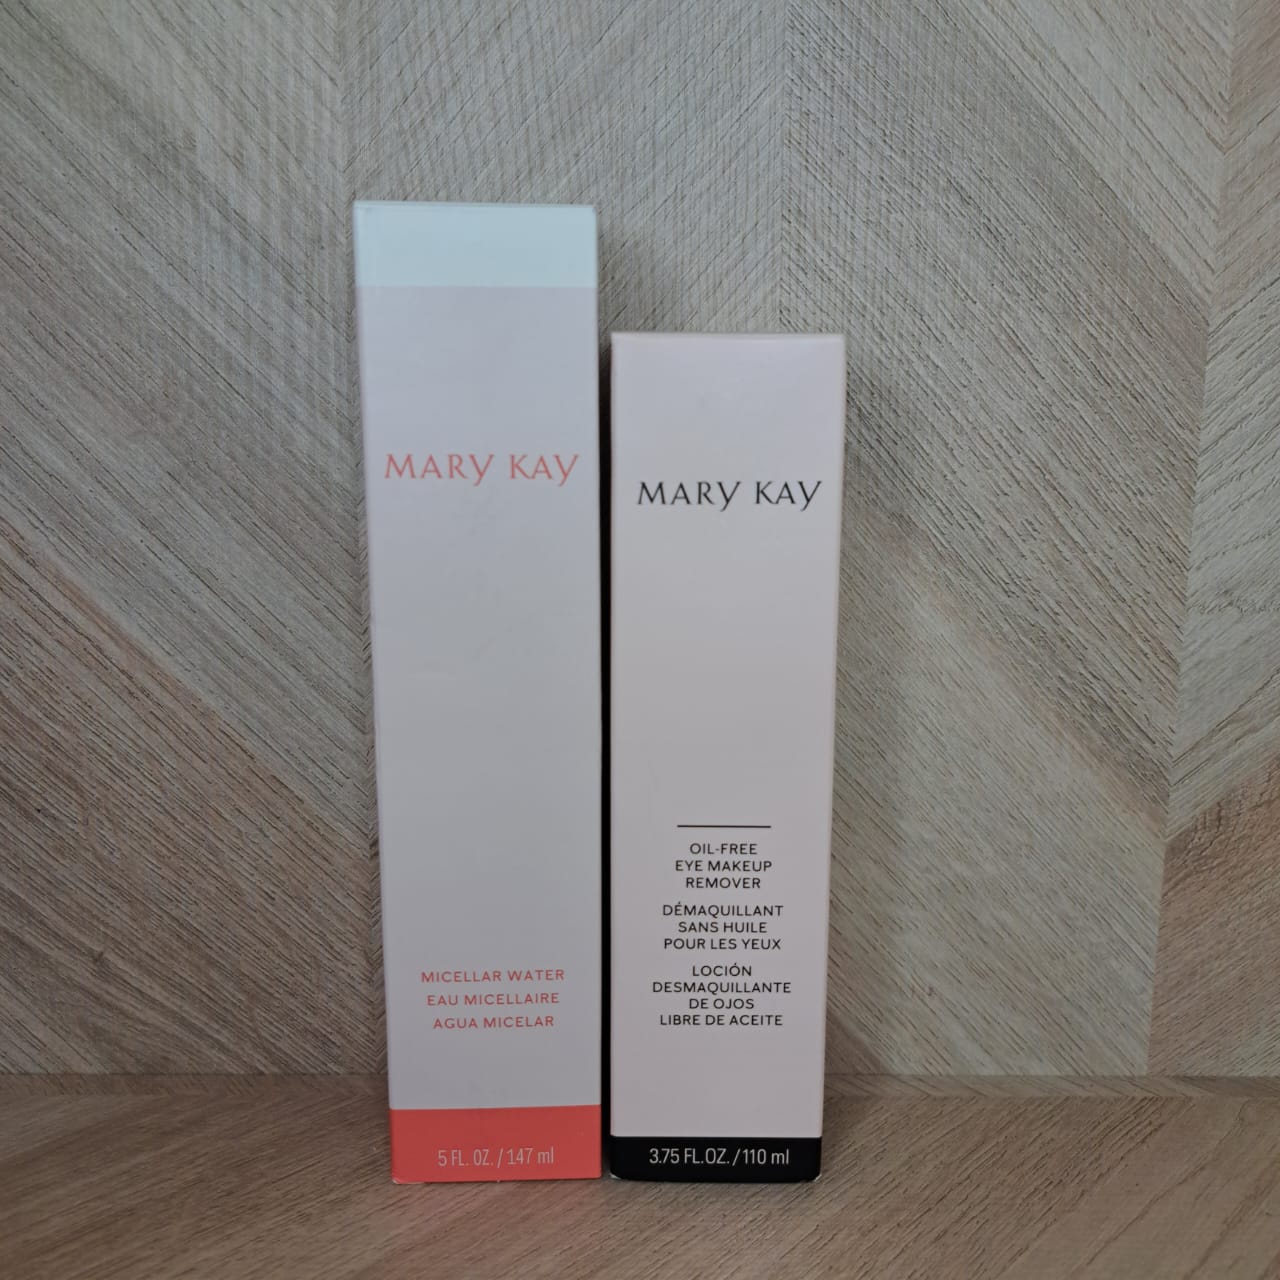 MARY KAY
MICELLAR WATER
EAU MICELLAIRE
AGUA MICELAR
5 FL. OZ. / 147 ml
MARY KAY
OIL-FREE
EYE MAKEUP
REMOVER
DÉMAQUILLANT
SANS HUILE
POUR LES YEUX
LOCIÓN
DESMAQUILLANTE
DE OJOS
LIBRE DE ACEITE
3.75 FL.OZ. / 110 ml